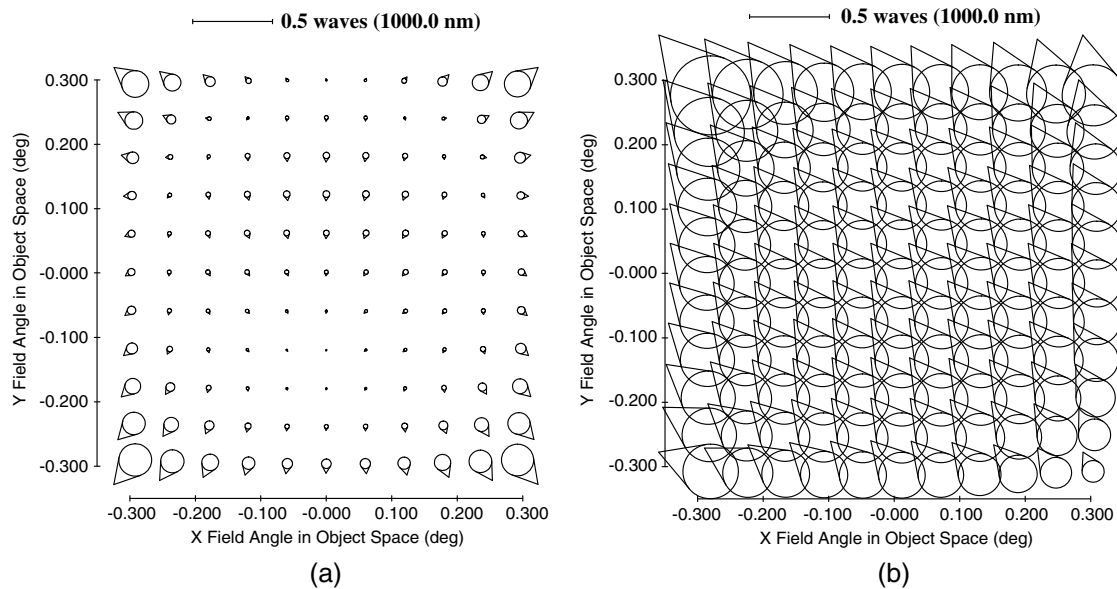 0.5 waves (1000.0 nm)
0.300
0.200
0.100
-0.000
-0.100
-0.200
-0.300
Y Field Angle in Object Space (deg)
-0.300 -0.200 -0.100 -0.000 0.100 0.200 0.300
X Field Angle in Object Space (deg)
(a)
0.5 waves (1000.0 nm)
0.300
0.200
0.100
-0.000
-0.100
-0.200
-0.300
Y Field Angle in Object Space (deg)
-0.300 -0.200 -0.100 -0.000 0.100 0.200 0.300
X Field Angle in Object Space (deg)
(b)